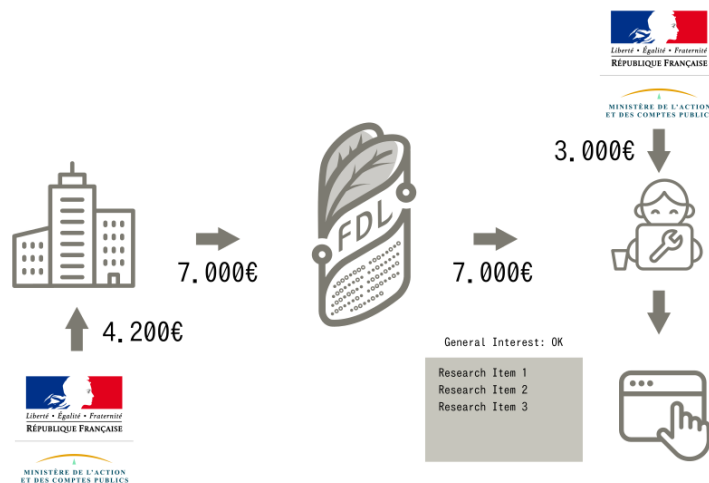 Liberté • Égalité • Fraternité
RÉPUBLIQUE FRANÇAISE
MINISTÈRE DE L'ACTION
ET DES COMPTES PUBLIC
3.000€
FDL
7.000€
7.000€
4.200€
General Interest: OK
Research Item 1
Research Item 2
Research Item 3
Liberté • Égalité • Fraternité
RÉPUBLIQUE FRANÇAISE
MINISTÈRE DE L'ACTION
ET DES COMPTES PUBLICS